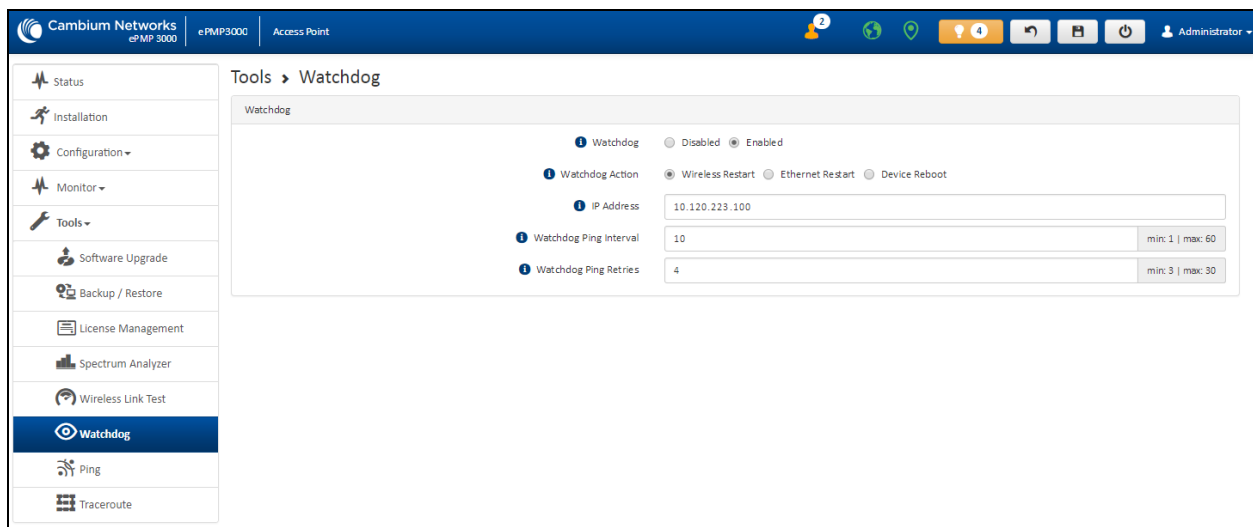 Cambium Networks
ePMP 3000
ePMP3000
Access Point
2
4
Administrator
Status
Installation
Configuration
Monitor
Tools
Software Upgrade
Backup / Restore
License Management
Spectrum Analyzer
Wireless Link Test
Watchdog
Ping
Traceroute
Tools > Watchdog
Watchdog
Watchdog Disabled Enabled
Watchdog Action Wireless Restart Ethernet Restart Device Reboot
IP Address 10.120.223.100
Watchdog Ping Interval 10 min: 1 | max: 60
Watchdog Ping Retries 4 min: 3 | max: 30